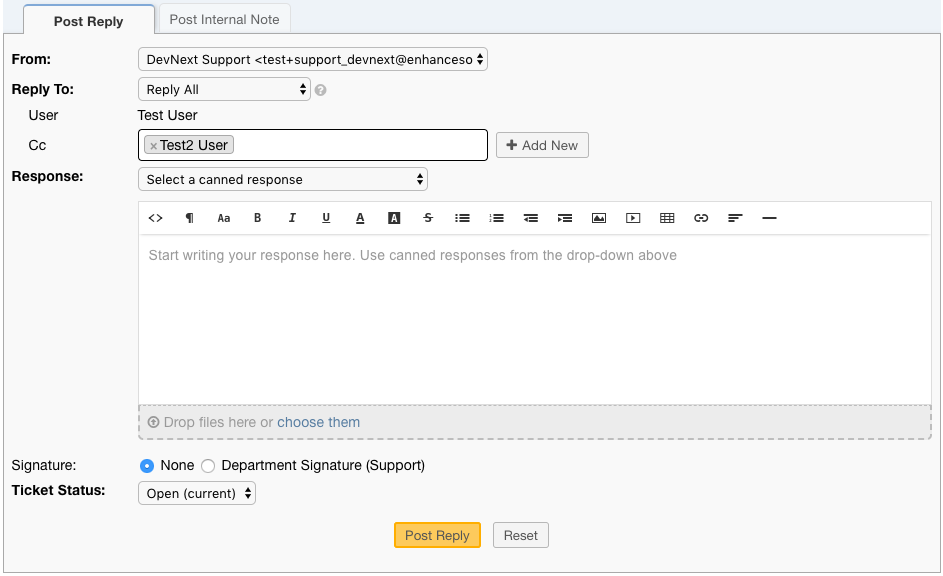 Post Reply
Post Internal Note
From: DevNext Support <test+support_devnext@enhanceso
Reply To: Reply All
User Test User
Cc × Test2 User + Add New
Response: Select a canned response
<> ¶ Aa B I U A A S
Start writing your response here. Use canned responses from the drop-down above
Drop files here or choose them
Signature: None Department Signature (Support)
Ticket Status: Open (current)
Post Reply Reset